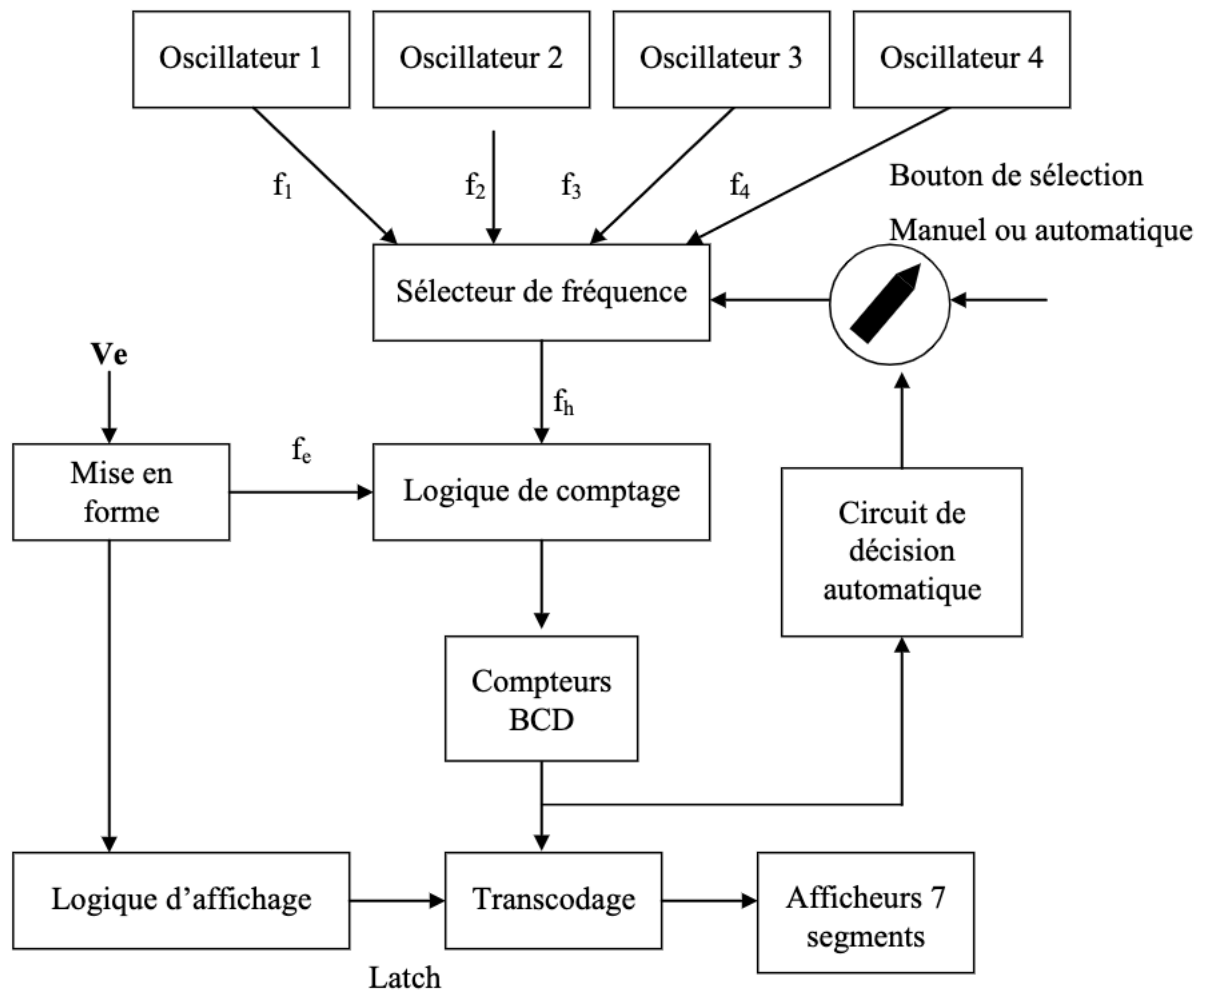 Oscillateur 1
Oscillateur 2
Oscillateur 3
Oscillateur 4
f1
f2
f3
f4
Bouton de sélection
Manuel ou automatique
Sélecteur de fréquence
Ve
fh
Mise en
forme
fe
Logique de comptage
Circuit de
décision
automatique
Compteurs
BCD
Logique d’affichage
Transcodage
Afficheurs 7
segments
Latch